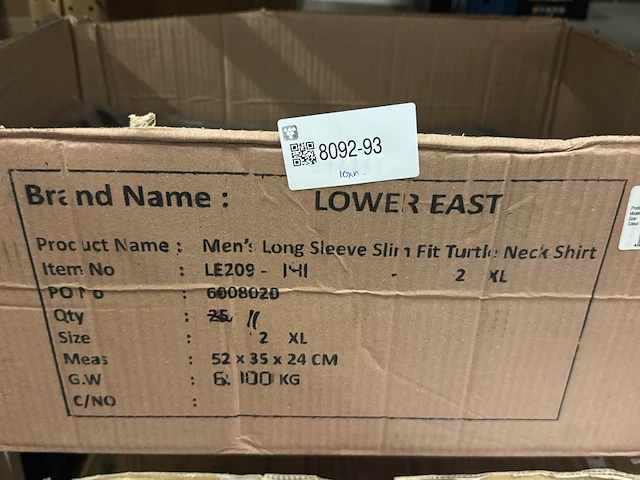 8092-93
10xn.
Brand Name : LOWER EAST
Product Name : Men's Long Sleeve Slim Fit Turtle Neck Shirt
Item No : LE209 - 141 - 2 XL
PO No : 6008020
Qty : 25 11
Size : 2 XL
Meas : 52 x 35 x 24 CM
G.W : 6.100 KG
C/NO :